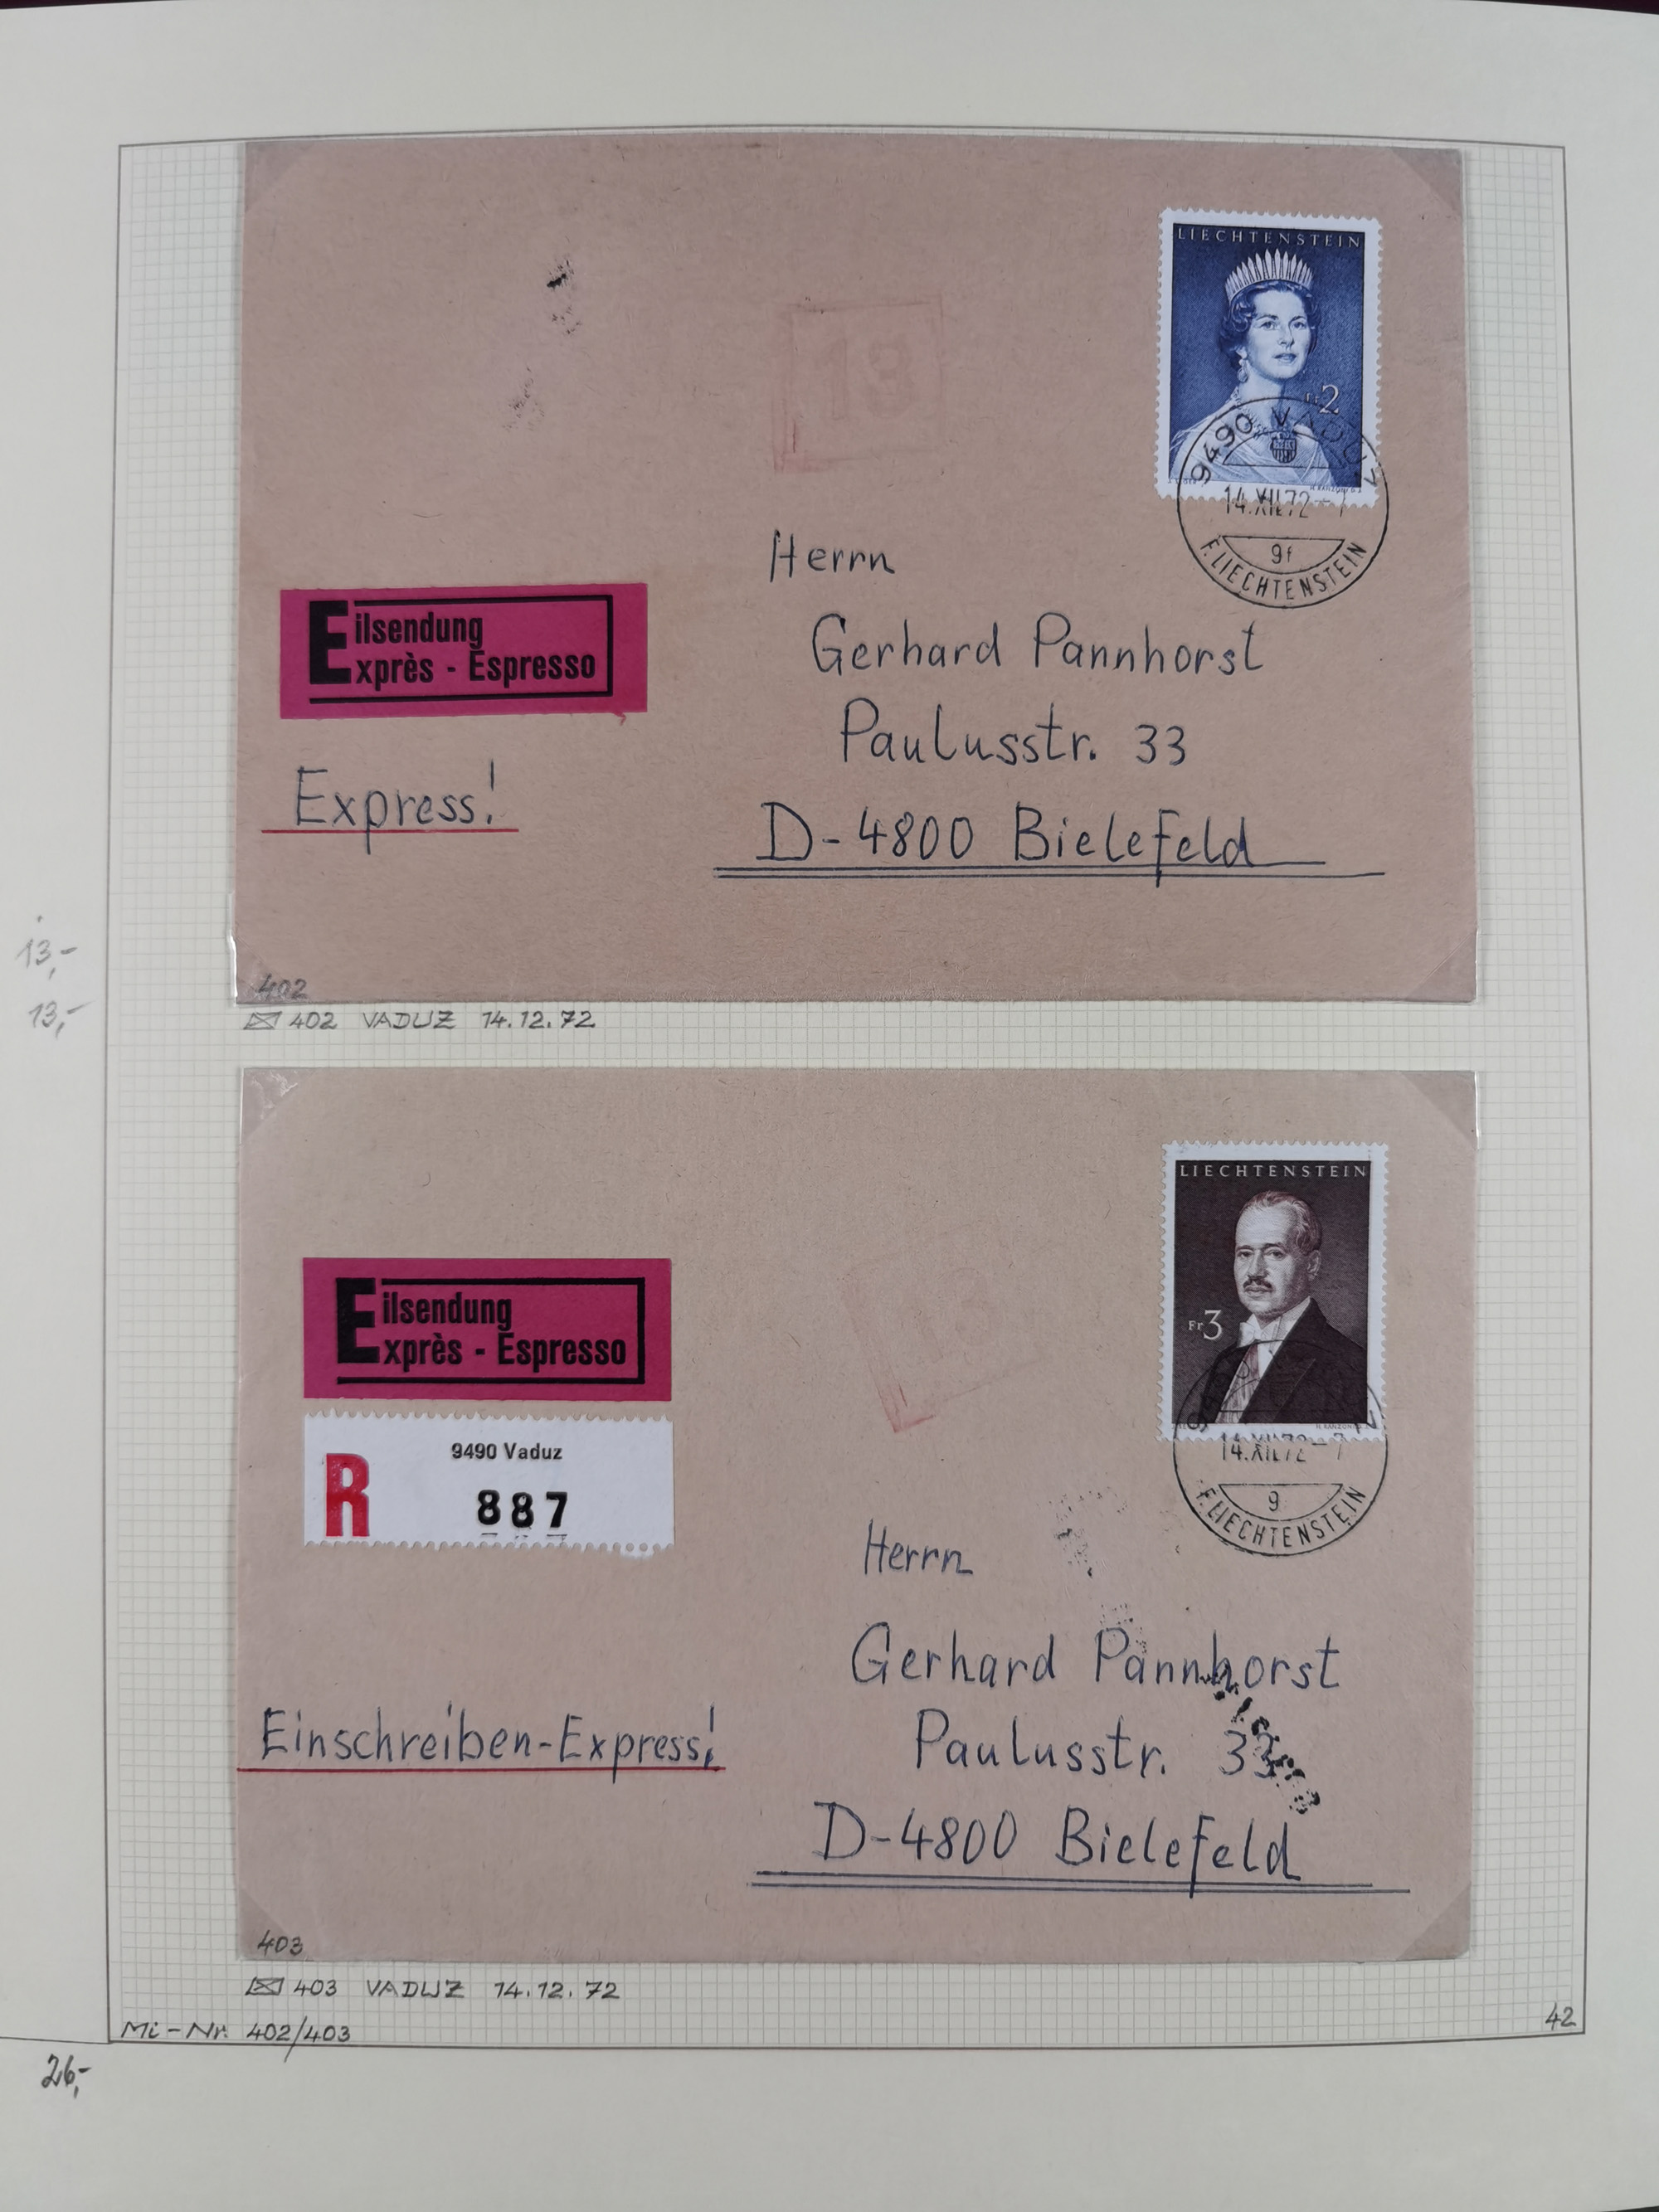 LIECHTENSTEIN
Fr 2
19
9490 VADUZ
14.XII.72-7
9f
F.LIECHTENSTEIN
Herrn
Gerhard Pannhorst
Paulusstr. 33
D-4800 Bielefeld
Eilsendung
Exprès - Espresso
Express!
13,-
13,-
402
402 VADUZ 14.12.72
LIECHTENSTEIN
Fr 3
14.XII.72-7
9
F.LIECHTENSTEIN
Eilsendung
Exprès - Espresso
R
9490 Vaduz
887
Herrn
Gerhard Pannhorst
Paulusstr. 33
D-4800 Bielefeld
Einschreiben-Express!
403
403 VADUZ 14.12.72
Mi-Nr. 402/403
42
26,-